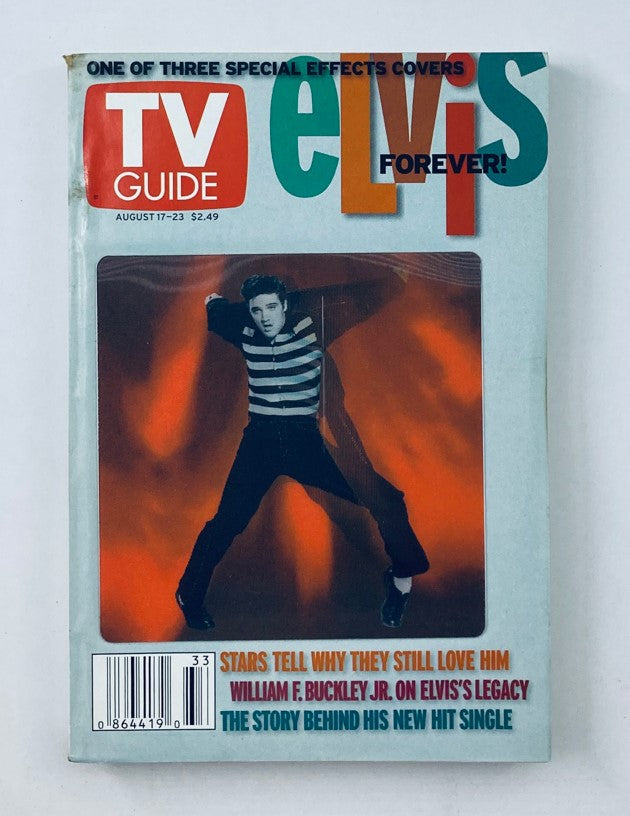 ONE OF THREE SPECIAL EFFECTS COVERS
TV
GUIDE
AUGUST 17–23 $2.49
eLViS
FOREVER!
33
0 86441 9 0
STARS TELL WHY THEY STILL LOVE HIM
WILLIAM F. BUCKLEY JR. ON ELVIS'S LEGACY
THE STORY BEHIND HIS NEW HIT SINGLE